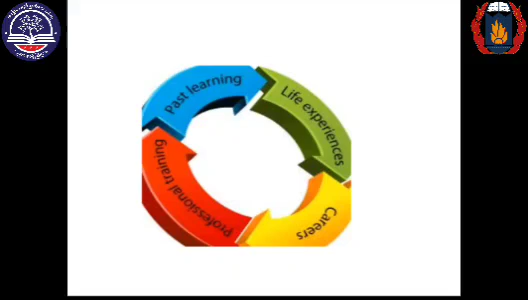 Past learning
Life experiences
Careers
Professional training